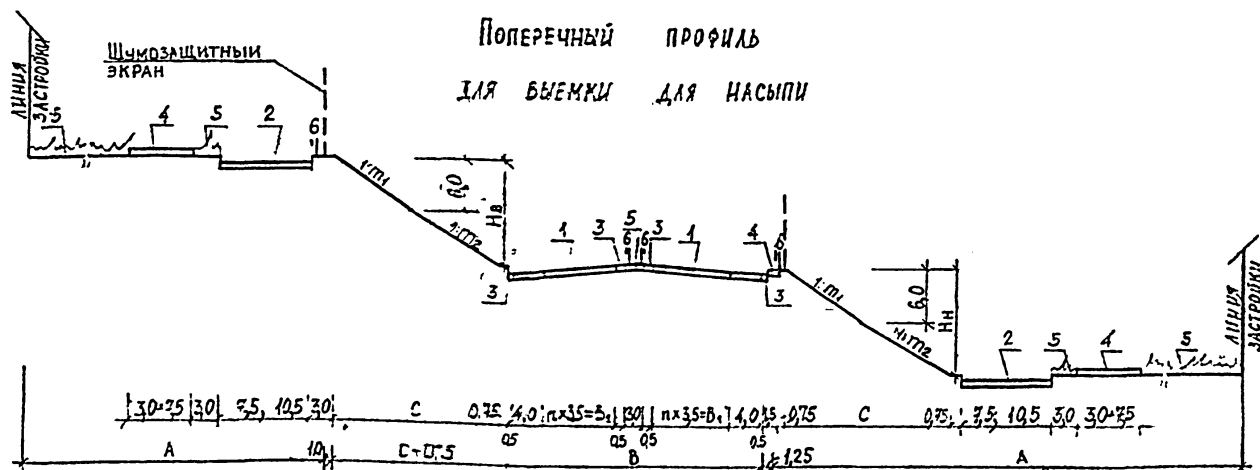 ПОПЕРЕЧНЫЙ ПРОФИЛЬ
ДЛЯ ВЫЕМКИ ДЛЯ НАСЫПИ
ШУМОЗАЩИТНЫЙ
ЭКРАН
ЛИНИЯ
ЗАСТРОЙКИ
5 4 5 2 6
1:m1
6,0
Нв
1:m2
1 3 6 5 6 3 1 4
3 3
1:m1
6,0
Нн
1:m2
2 5 4 5
ЛИНИЯ
ЗАСТРОЙКИ
3,0÷7,5 3,0 7,5, 10,5 3,0 С 0,75 4,0 n×3,5=В1 3,0 n×3,5=В1 4,0 0,75 С 0,75 7,5, 10,5 3,0 3,0÷7,5
0,5 0,5 0,5 0,5
А 1,0 В 1,25 А